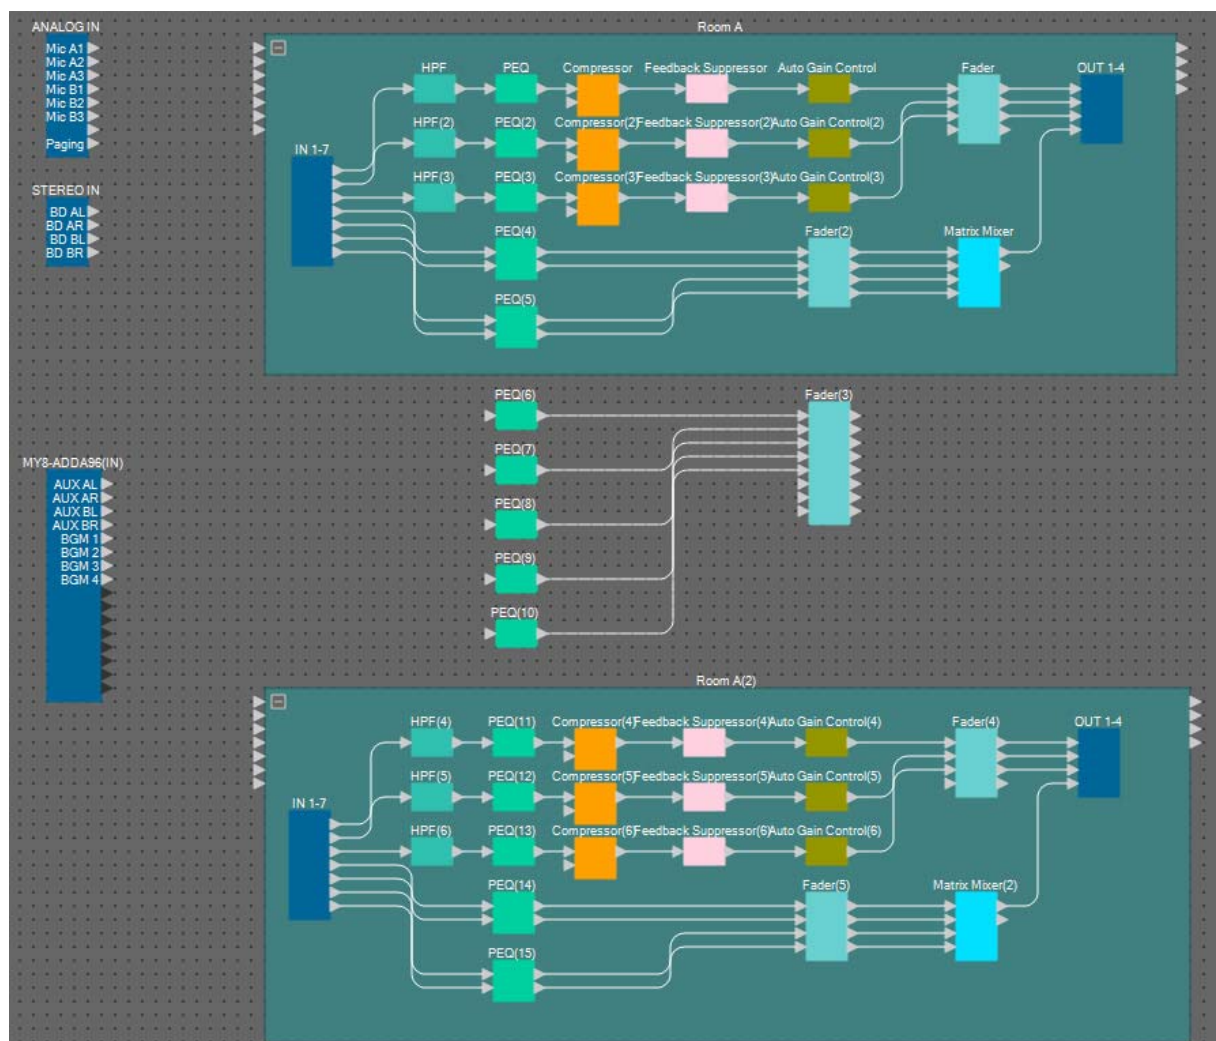 ANALOG IN
Mic A1
Mic A2
Mic A3
Mic B1
Mic B2
Mic B3
Paging
STEREO IN
BD AL
BD AR
BD BL
BD BR
MY8-ADDA96(IN)
AUX AL
AUX AR
AUX BL
AUX BR
BGM 1
BGM 2
BGM 3
BGM 4
Room A
IN 1-7
HPF PEQ Compressor Feedback Suppressor Auto Gain Control Fader OUT 1-4
HPF(2) PEQ(2) Compressor(2) Feedback Suppressor(2) Auto Gain Control(2)
HPF(3) PEQ(3) Compressor(3) Feedback Suppressor(3) Auto Gain Control(3)
PEQ(4) Fader(2) Matrix Mixer
PEQ(5)
PEQ(6) Fader(3)
PEQ(7)
PEQ(8)
PEQ(9)
PEQ(10)
Room A(2)
HPF(4) PEQ(11) Compressor(4) Feedback Suppressor(4) Auto Gain Control(4) Fader(4) OUT 1-4
HPF(5) PEQ(12) Compressor(5) Feedback Suppressor(5) Auto Gain Control(5)
IN 1-7
HPF(6) PEQ(13) Compressor(6) Feedback Suppressor(6) Auto Gain Control(6)
PEQ(14) Fader(5) Matrix Mixer(2)
PEQ(15)